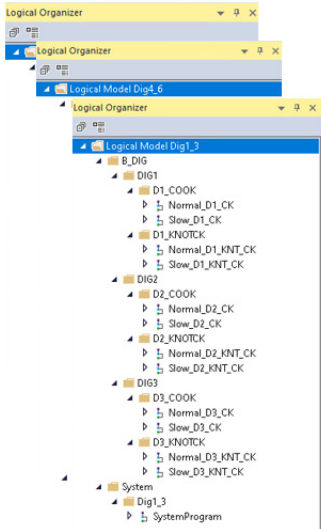 Logical Organizer
Logical Organizer
Logical Model Dig4_6
Logical Organizer
Logical Model Dig1_3
B_DIG
DIG1
D1_COOK
Normal_D1_CK
Slow_D1_CK
D1_KNOTCK
Normal_D1_KNT_CK
Slow_D1_KNT_CK
DIG2
D2_COOK
Normal_D2_CK
Slow_D2_CK
D2_KNOTCK
Normal_D2_KNT_CK
Slow_D2_KNT_CK
DIG3
D3_COOK
Normal_D3_CK
Slow_D3_CK
D3_KNOTCK
Normal_D3_KNT_CK
Slow_D3_KNT_CK
System
Dig1_3
SystemProgram